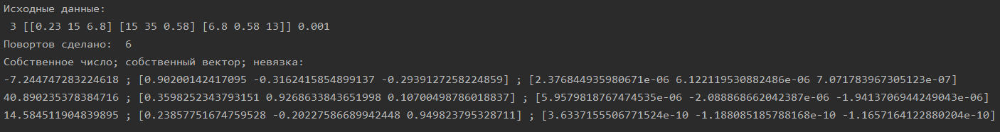 Исходные данные:
3 [[0.23 15 6.8] [15 35 0.58] [6.8 0.58 13]] 0.001
Повортов сделано:  6
Собственное число; собственный вектор; невязка:
-7.244747283224618 ; [0.90200142417095 -0.3162415854899137 -0.2939127258224859] ; [2.376844935980671e-06 6.122119530882486e-06 7.071783967305123e-07]
40.890235378384716 ; [0.3598252343793151 0.9268633843651998 0.10700498786018837] ; [5.9579818767474535e-06 -2.088868662042387e-06 -1.9413706944249043e-06]
14.584511904839895 ; [0.23857751674759528 -0.20227586689942448 0.949823795328711] ; [3.6337155506771524e-10 -1.188085185788168e-10 -1.1657164122880204e-10]